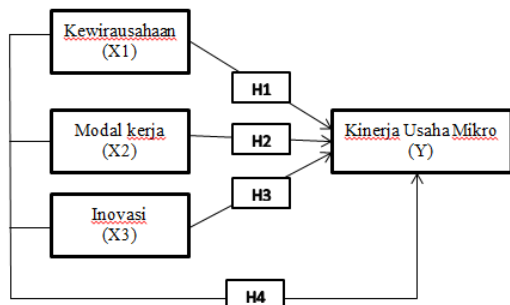 Kewirausahaan
(X1)
H1
Modal kerja
(X2)
H2
Kinerja Usaha Mikro
(Y)
Inovasi
(X3)
H3
H4